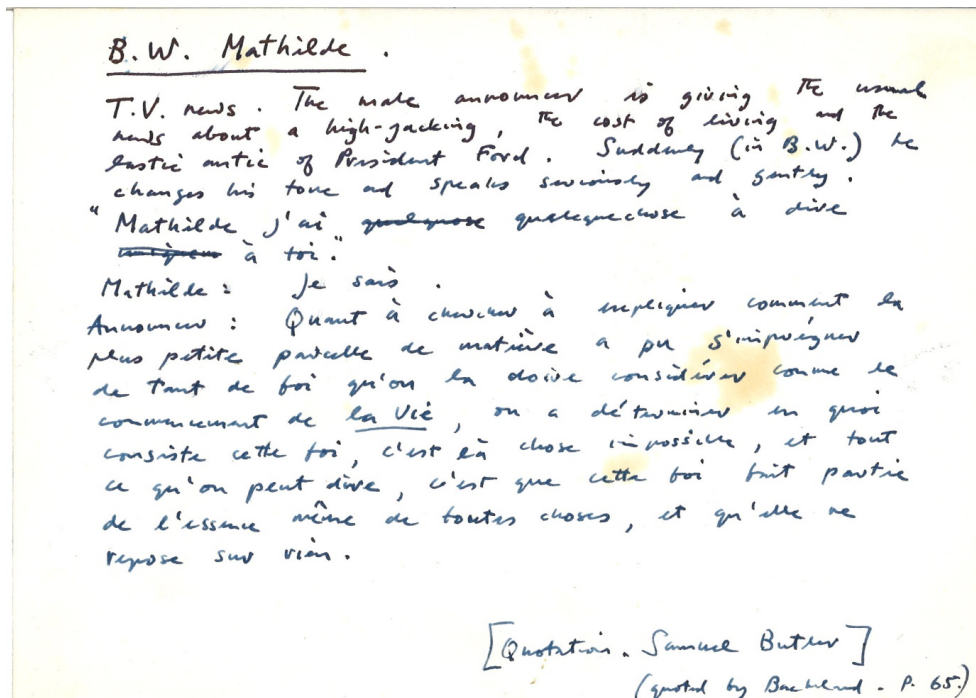 B.W. Mathilde.
T.V. news. The male announcer is giving the usual
news about a high-jacking, the cost of living and the
lastic antic of President Ford. Suddenly (in B.W.) he
changes his tone and speaks seriously and gently.
"Mathilde j'ai quelquose quelquechose à dire
à toi."
Mathilde: Je sais.
Announcer: Quant à chercher à expliquer comment la
plus petite parcelle de matière a pu s'imprégner
de tant de foi qu'on la doive considérer comme le
commencement de la Vie, ou a déterminer en quoi
consiste cette foi, c'est là chose impossible, et tout
ce qu'on peut dire, c'est que cette foi fait partie
de l'essence même de toutes choses, et qu'elle ne
repose sur rien.
[Quotation. Samuel Butler]
(quoted by Bachelard - P. 65.)